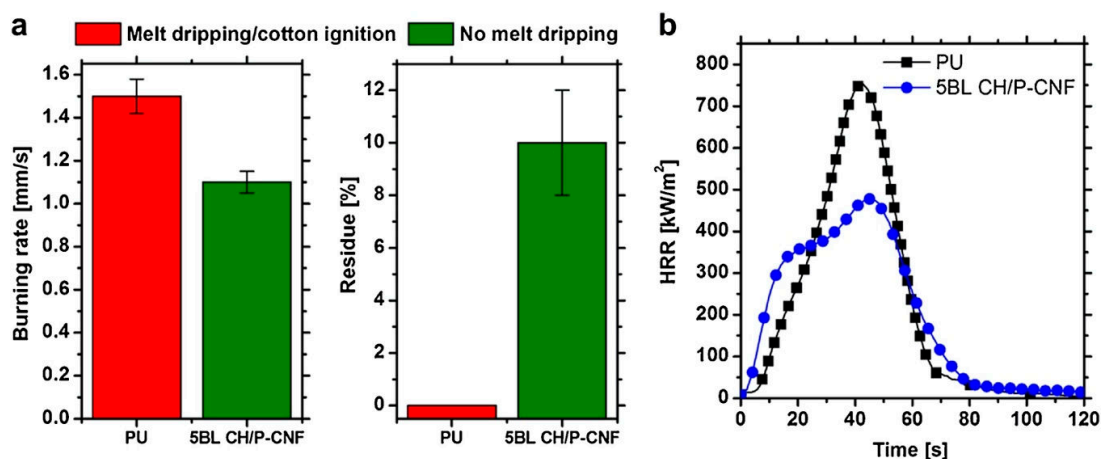 a
Melt dripping/cotton ignition
No melt dripping
Burning rate [mm/s]
1.6
1.4
1.2
1.0
0.8
0.6
0.4
0.2
0.0
PU
5BL CH/P-CNF
Residue [%]
12
10
8
6
4
2
0
PU
5BL CH/P-CNF
b
PU
5BL CH/P-CNF
HRR [kW/m²]
800
700
600
500
400
300
200
100
0
0
20
40
60
80
100
120
Time [s]